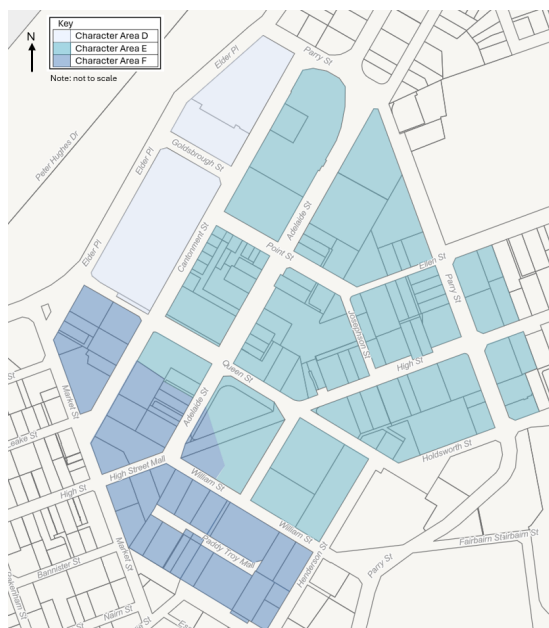 Key
Character Area D
Character Area E
Character Area F
N
Note: not to scale
Parry St
Elder Pl
Peter Hughes Dr
Elder Pl
Goldsbrough St
Adelaide St
Cantonment St
Point St
Elder Pl
Ellen St
Parry St
Josephson St
High St
Queen St
Market St
Adelaide St
Leake St
High Street Mall
High St
William St
Holdsworth St
William St
Market St
Paddy Troy Mall
Henderson St
Parry St
Fairbairn Stairbairn St
Bannister St
Pakenham St
Nairn St